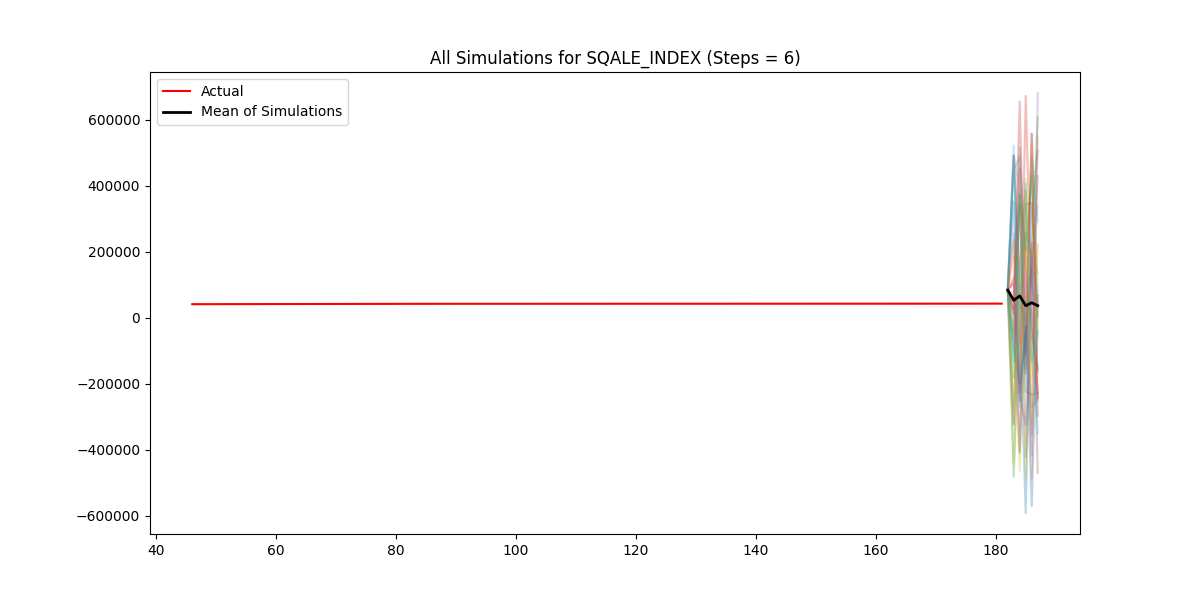 All Simulations for SQALE_INDEX (Steps = 6)
Actual
Mean of Simulations
600000
400000
200000
0
−200000
−400000
−600000
40 60 80 100 120 140 160 180